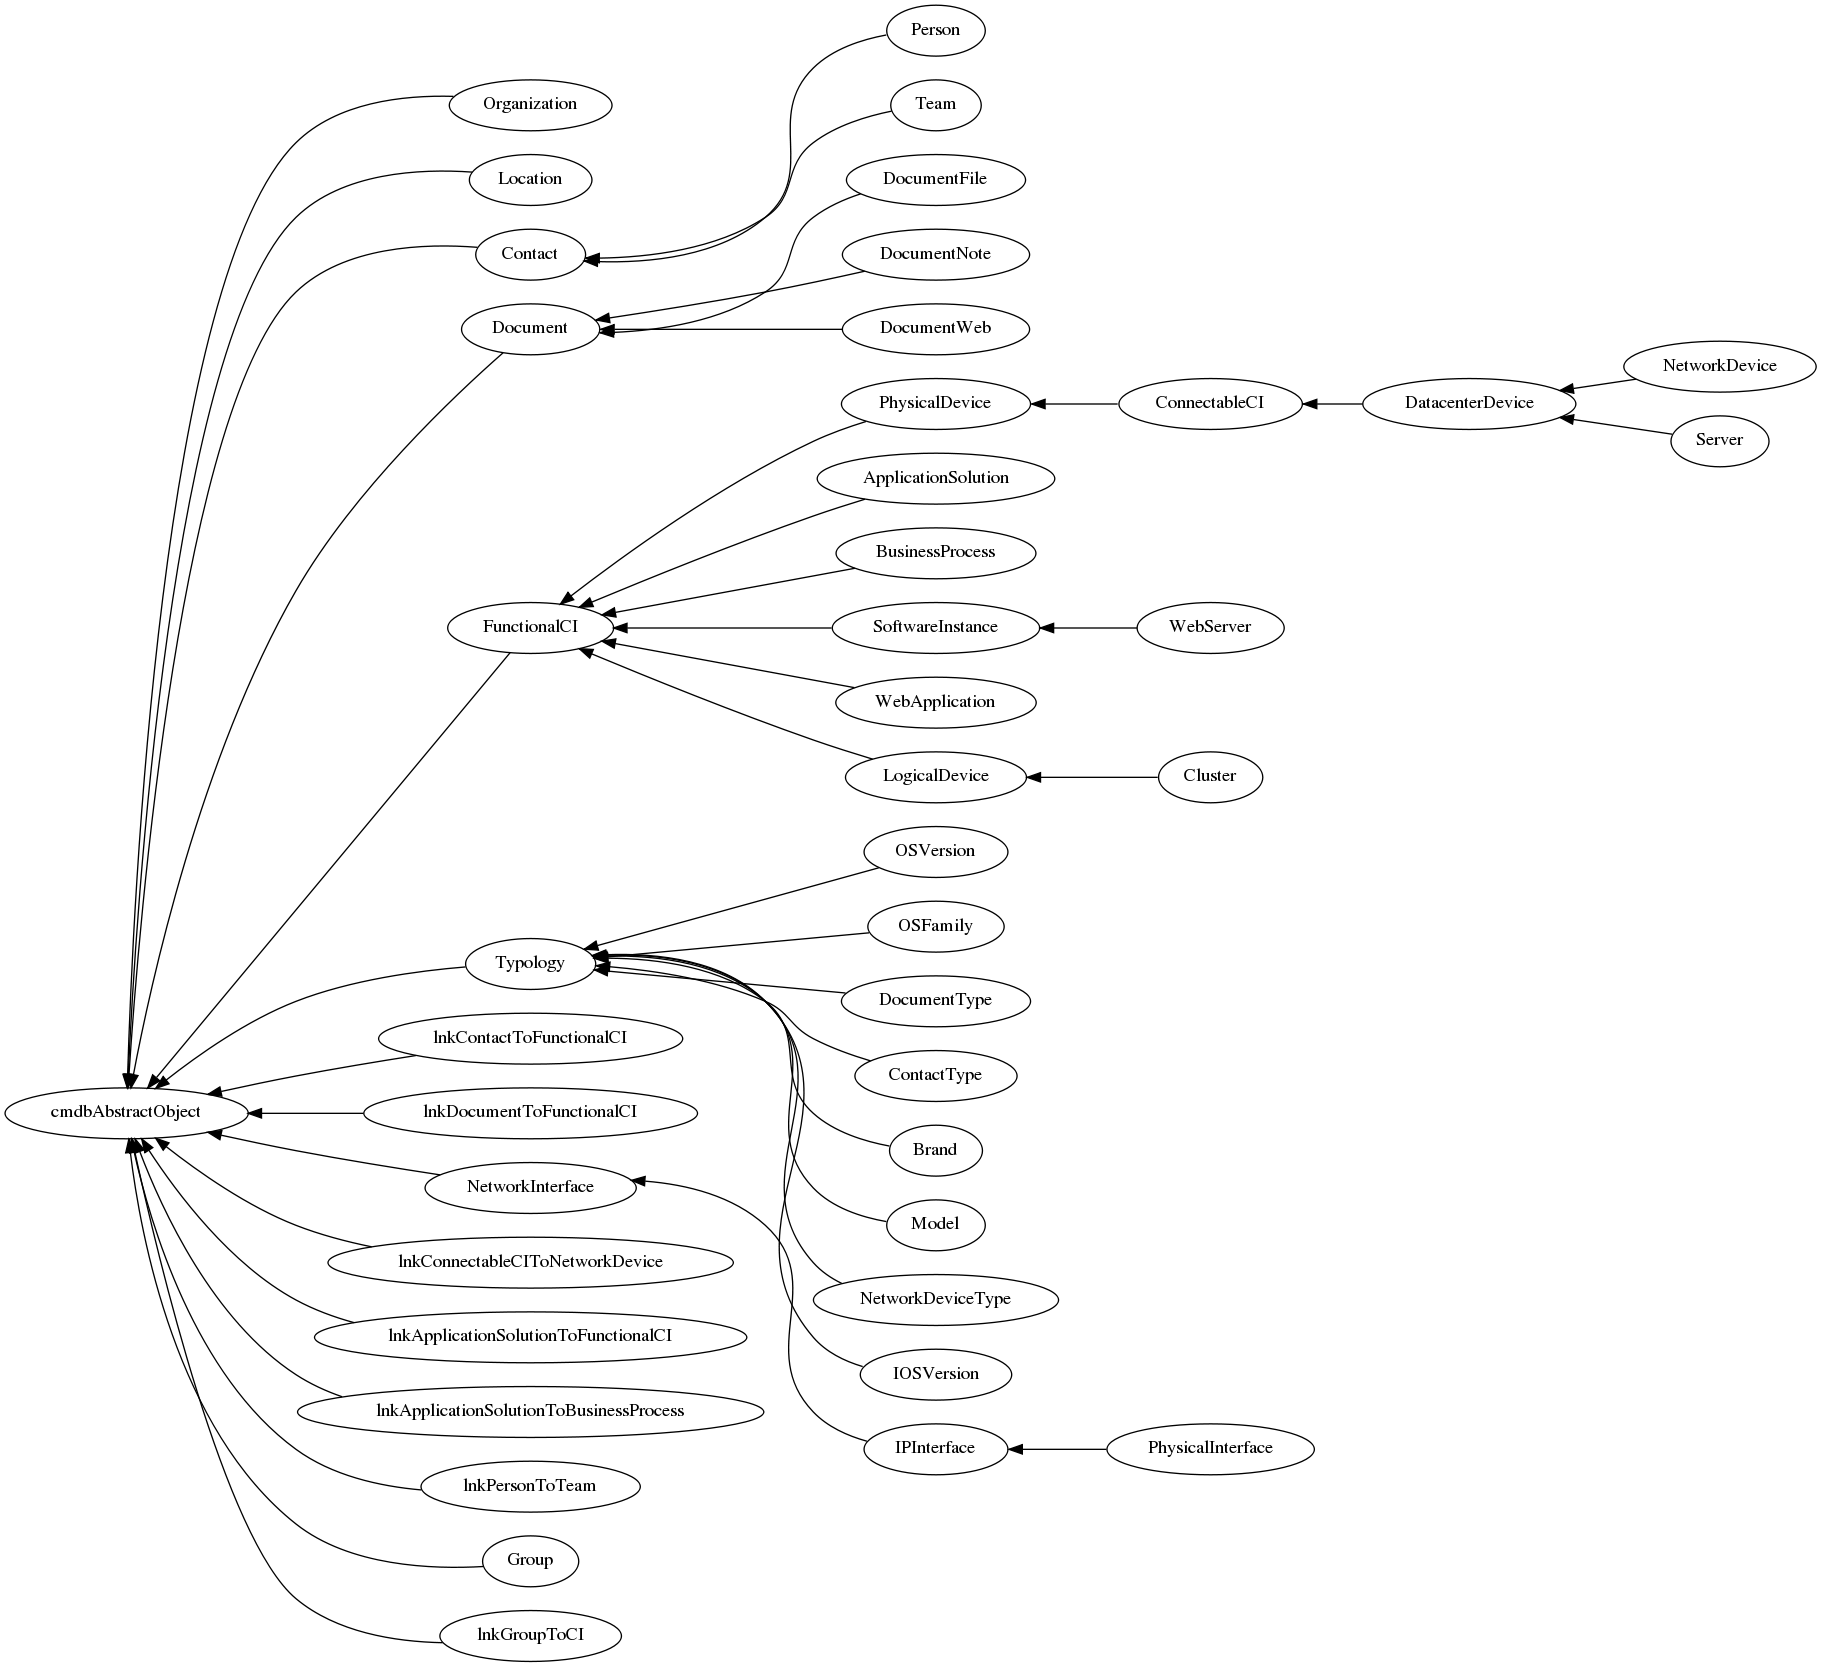 Person
Organization
Team
Location
DocumentFile
Contact
DocumentNote
Document
DocumentWeb
NetworkDevice
PhysicalDevice
ConnectableCI
DatacenterDevice
Server
ApplicationSolution
BusinessProcess
FunctionalCI
SoftwareInstance
WebServer
WebApplication
LogicalDevice
Cluster
OSVersion
OSFamily
Typology
DocumentType
lnkContactToFunctionalCI
ContactType
cmdbAbstractObject
lnkDocumentToFunctionalCI
Brand
NetworkInterface
Model
lnkConnectableCIToNetworkDevice
NetworkDeviceType
lnkApplicationSolutionToFunctionalCI
IOSVersion
lnkApplicationSolutionToBusinessProcess
IPInterface
PhysicalInterface
lnkPersonToTeam
Group
lnkGroupToCI